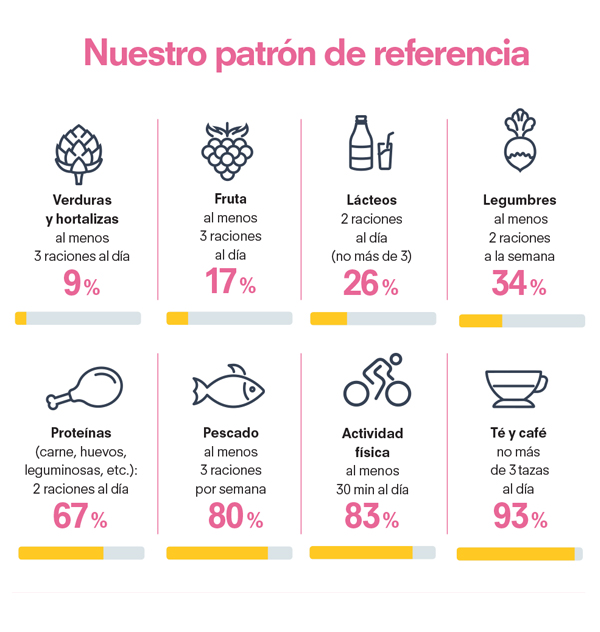 Nuestro patrón de referencia
Verduras
y hortalizas
al menos
3 raciones al día
9%
Fruta
al menos
3 raciones
al día
17%
Lácteos
2 raciones
al día
(no más de 3)
26%
Legumbres
al menos
2 raciones
a la semana
34%
Proteínas
(carne, huevos,
leguminosas, etc.):
2 raciones al día
67%
Pescado
al menos
3 raciones
por semana
80%
Actividad
física
al menos
30 min al día
83%
Té y café
no más
de 3 tazas
al día
93%